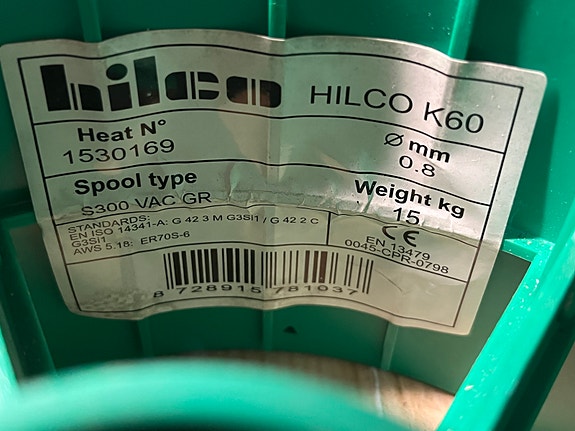 hilco HILCO K60
Heat N° Ø mm
1530169 0.8
Spool type Weight kg
S300 VAC GR 15
STANDARDS:
EN ISO 14341-A: G 42 3 M G3SI1 / G 42 2 C
G3SI1
AWS 5.18: ER70S-6
CE
EN 13479
0045-CPR-0798
8 728915 781037